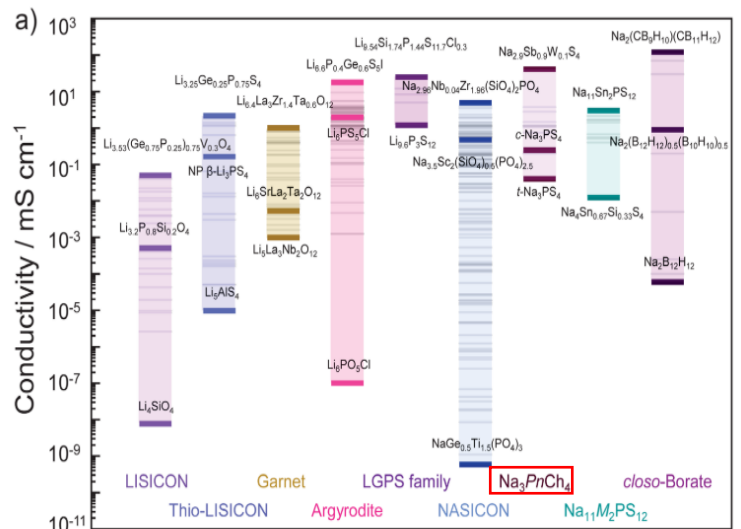 a)
Conductivity / mS cm⁻¹
10³
10¹
10⁻¹
10⁻³
10⁻⁵
10⁻⁷
10⁻⁹
10⁻¹¹
Li₃.₅₃(Ge₀.₇₅P₀.₂₅)₀.₇₅V₀.₃O₄
Li₃.₂P₀.₈Si₀.₂O₄
Li₄SiO₄
Li₃.₂₅Ge₀.₂₅P₀.₇₅S₄
NP β-Li₃PS₄
Li₅AlS₄
Li₆.₄La₃Zr₁.₄Ta₀.₆O₁₂
Li₆SrLa₂Ta₂O₁₂
Li₅La₃Nb₂O₁₂
Li₆.₆P₀.₄Ge₀.₆S₅I
Li₆PS₅Cl
Li₆PO₅Cl
Li₉.₅₄Si₁.₇₄P₁.₄₄S₁₁.₇Cl₀.₃
Li₉.₆P₃S₁₂
Na₂.₉₆Nb₀.₀₄Zr₁.₉₆(SiO₄)₂PO₄
Na₃.₅Sc₂(SiO₄)₀.₅(PO₄)₂.₅
NaGe₀.₅Ti₁.₅(PO₄)₃
Na₂.₉Sb₀.₉W₀.₁S₄
c-Na₃PS₄
t-Na₃PS₄
Na₁₁Sn₂PS₁₂
Na₄Sn₀.₆₇Si₀.₃₃S₄
Na₂(CB₉H₁₀)(CB₁₁H₁₂)
Na₂(B₁₂H₁₂)₀.₅(B₁₀H₁₀)₀.₅
Na₂B₁₂H₁₂
LISICON
Garnet
LGPS family
Na₃PnCh₄
closo-Borate
Thio-LISICON
Argyrodite
NASICON
Na₁₁M₂PS₁₂